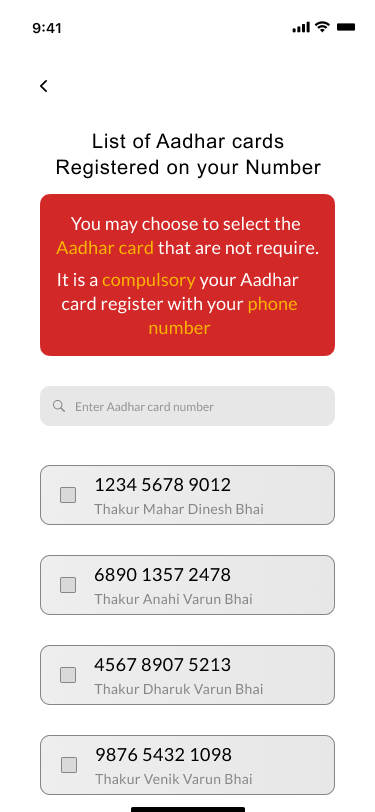 9:41
List of Aadhar cards
Registered on your Number
You may choose to select the
Aadhar card that are not require.
It is a compulsory your Aadhar
card register with your phone
number
Enter Aadhar card number
1234 5678 9012
Thakur Mahar Dinesh Bhai
6890 1357 2478
Thakur Anahi Varun Bhai
4567 8907 5213
Thakur Dharuk Varun Bhai
9876 5432 1098
Thakur Venik Varun Bhai